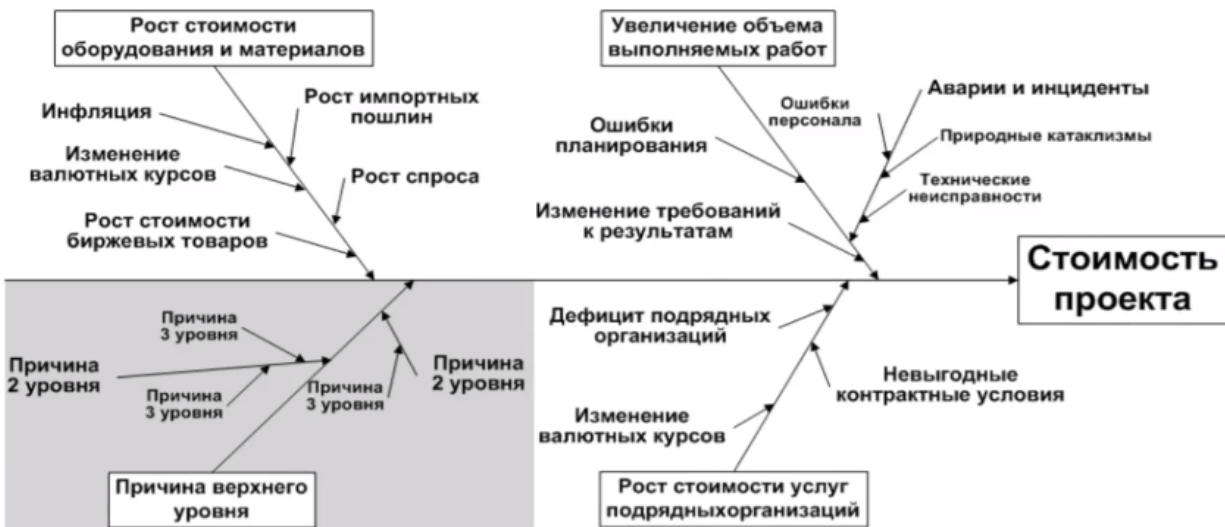 Рост стоимости
оборудования и материалов
Увеличение объема
выполняемых работ
Инфляция
Рост импортных
пошлин
Изменение
валютных курсов
Рост спроса
Рост стоимости
биржевых товаров
Ошибки
планирования
Ошибки
персонала
Аварии и инциденты
Природные катаклизмы
Технические
неисправности
Изменение требований
к результатам
Стоимость
проекта
Причина
3 уровня
Причина
2 уровня
Причина
3 уровня
Причина
3 уровня
Причина
2 уровня
Причина верхнего
уровня
Дефицит подрядных
организаций
Невыгодные
контрактные условия
Изменение
валютных курсов
Рост стоимости услуг
подрядныхорганизаций